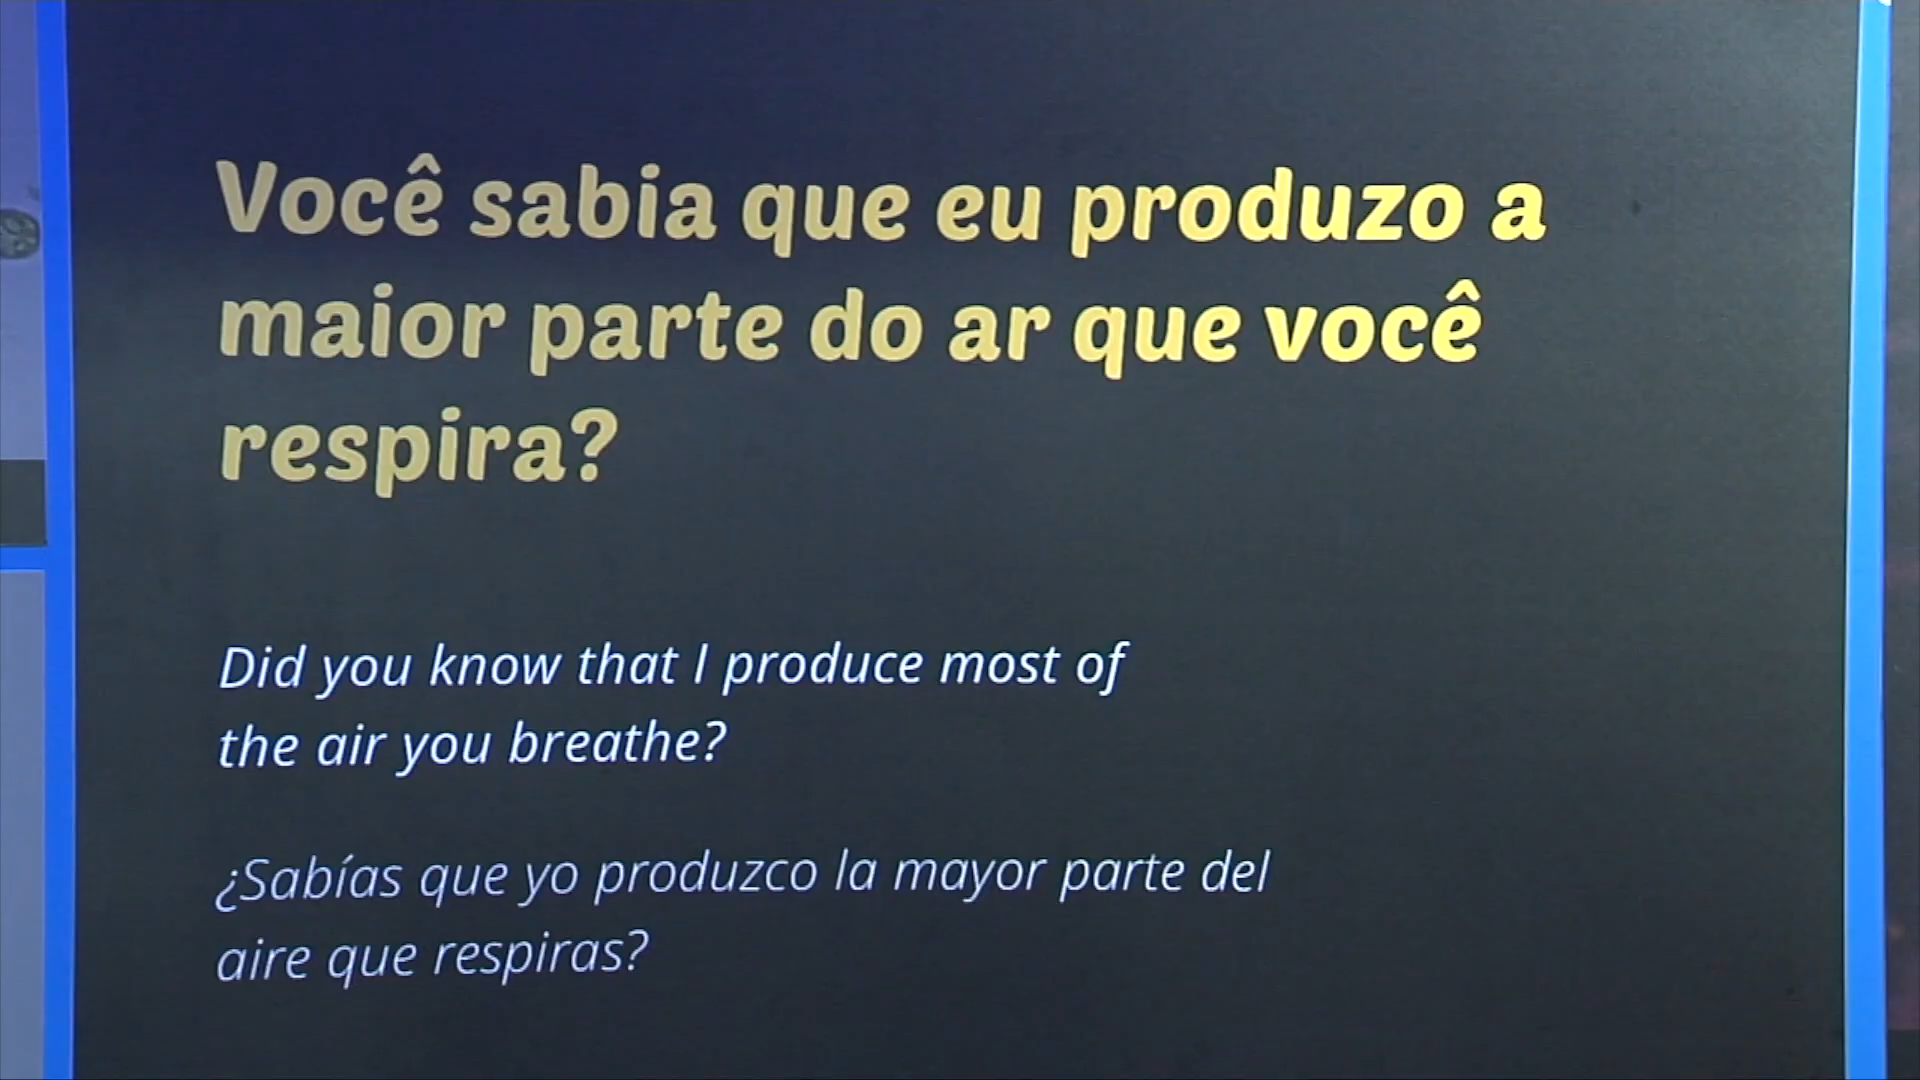 Você sabia que eu produzo a
maior parte do ar que você
respira?
Did you know that I produce most of
the air you breathe?
¿Sabías que yo produzco la mayor parte del
aire que respiras?